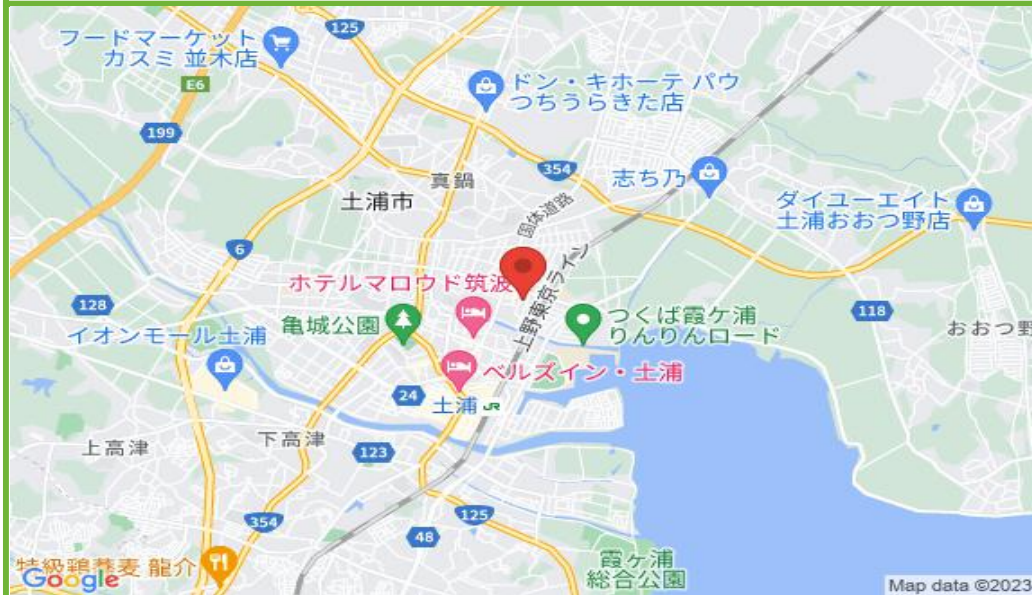 フードマーケット
カスミ 並木店
125
E6
ドン・キホーテ パウ
つちうらきた店
199
354
志ち乃
真鍋
土浦市
ダイユーエイト
土浦おおつ野店
国体道路
6
ホテルマロウド筑波
上野東京ライン
128
118
亀城公園
つくば霞ケ浦
りんりんロード
おおつ野
イオンモール土浦
ベルズイン・土浦
24
土浦 JR
上高津
下高津
123
354
125
48
特級鶏蕎麦 龍介
霞ケ浦
総合公園
Google
Map data ©2023